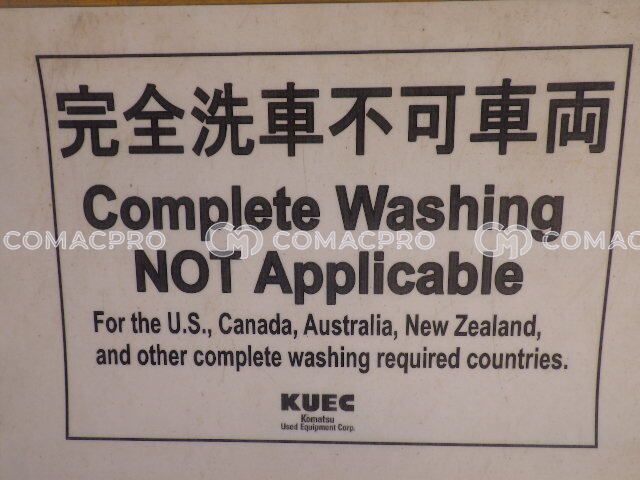 完全洗車不可車両
Complete Washing
COMACPRO COMACPRO COMACPRO
NOT Applicable
For the U.S., Canada, Australia, New Zealand,
and other complete washing required countries.
KUEC
Komatsu
Used Equipment Corp.